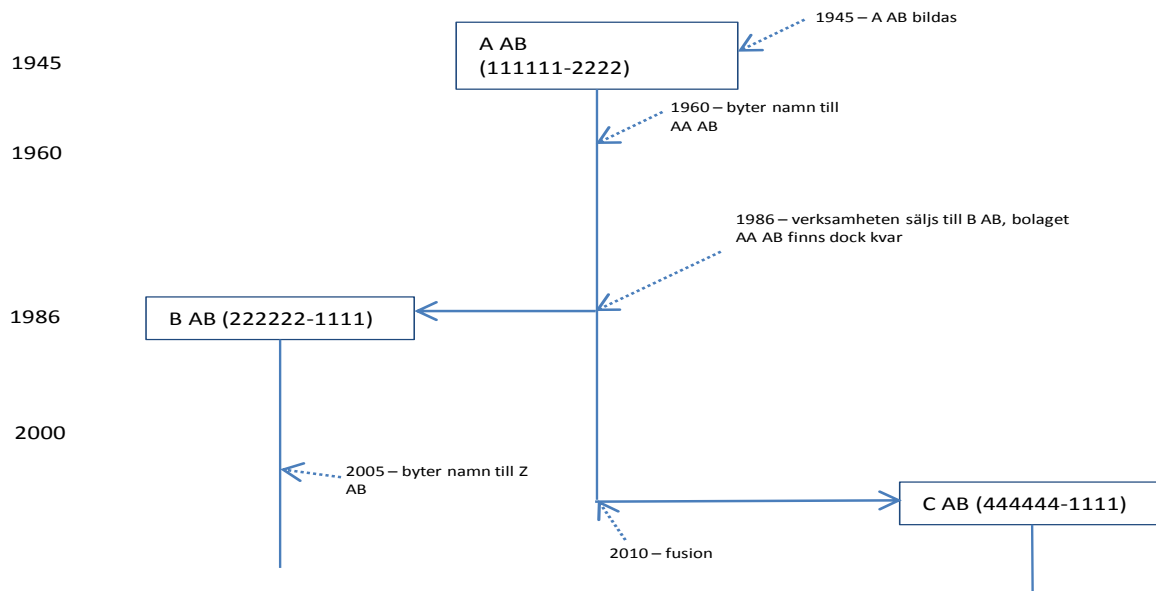 1945 – A AB bildas
A AB
(111111-2222)
1945
1960 – byter namn till
AA AB
1960
1986 – verksamheten säljs till B AB, bolaget
AA AB finns dock kvar
1986
B AB (222222-1111)
2000
2005 – byter namn till Z
AB
C AB (444444-1111)
2010 – fusion